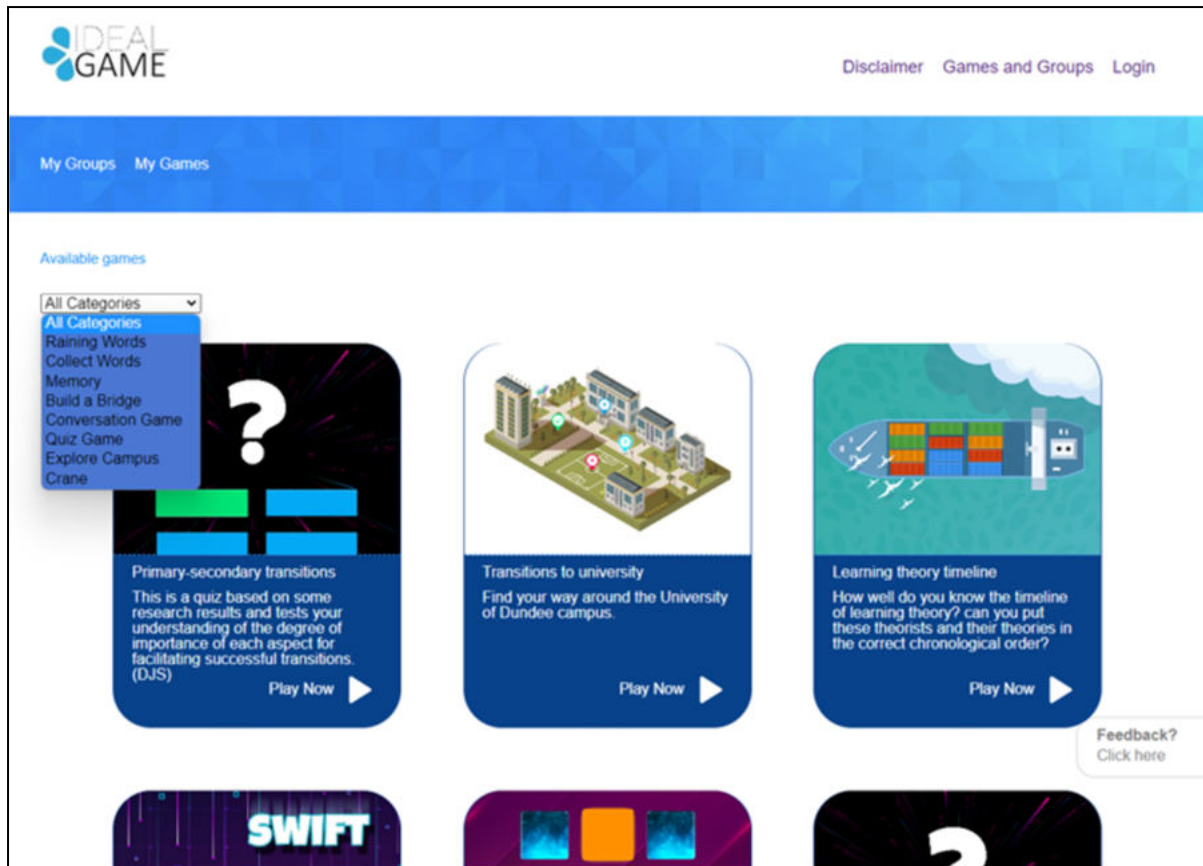 IDEAL
GAME
Disclaimer Games and Groups Login
My Groups My Games
Available games
All Categories
All Categories
Raining Words
Collect Words
Memory
Build a Bridge
Conversation Game
Quiz Game
Explore Campus
Crane
?
Primary-secondary transitions
This is a quiz based on some
research results and tests your
understanding of the degree of
importance of each aspect for
facilitating successful transitions.
(DJS)
Play Now
Transitions to university
Find your way around the University
of Dundee campus.
Play Now
Learning theory timeline
How well do you know the timeline
of learning theory? can you put
these theorists and their theories in
the correct chronological order?
Play Now
Feedback?
Click here
SWIFT
?